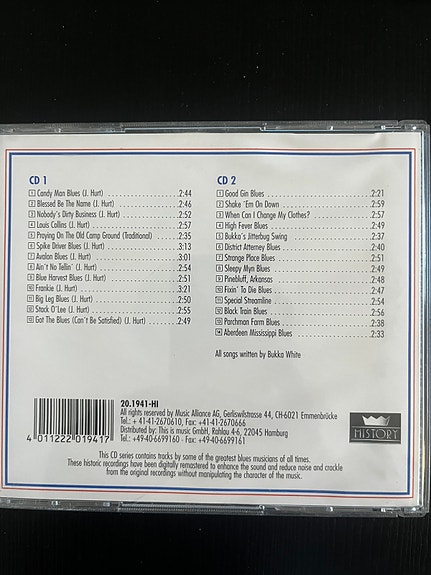 CD 1
1 Candy Man Blues (J. Hurt) 2:44
2 Blessed Be The Name (J. Hurt) 2:46
3 Nobody's Dirty Business (J. Hurt) 2:52
4 Louis Collins (J. Hurt) 2:57
5 Praying On The Old Camp Ground (Traditional) 2:35
6 Spike Driver Blues (J. Hurt) 3:13
7 Avalon Blues (J. Hurt) 3:01
8 Ain't No Tellin' (J. Hurt) 2:54
9 Blue Harvest Blues (J. Hurt) 2:51
10 Frankie (J. Hurt) 3:21
11 Big Leg Blues (J. Hurt) 2:50
12 Stack O'Lee (J. Hurt) 2:55
13 Got The Blues (Can't Be Satisfied) (J. Hurt) 2:49
CD 2
1 Good Gin Blues 2:21
2 Shake 'Em On Down 2:59
3 When Can I Change My Clothes? 2:57
4 High Fever Blues 2:49
5 Bukka's Jitterbug Swing 2:37
6 District Atterney Blues 2:40
7 Strange Place Blues 2:51
8 Sleepy Myn Blues 2:49
9 Pinebluff, Arkansas 2:48
10 Fixin' To Die Blues 2:47
11 Special Streamline 2:54
12 Black Train Blues 2:56
13 Parchman Farm Blues 2:38
14 Aberdeen Mississippi Blues 2:33
All songs written by Bukka White
4 011222 019417
20.1941-HI
All rights reserved by Music Alliance AG, Gerliswilstrasse 44, CH-6021 Emmenbrücke
Tel.: + 41-41-2670610, Fax: +41-41-2670666
Distributed by: This is music GmbH, Rahlau 4-6, 22045 Hamburg
Tel.: +49-40-6699160 · Fax: +49-40-6699161
HISTORY
This CD series contains tracks by some of the greatest blues musicians of all times.
These historic recordings have been digitally remastered to enhance the sound and reduce noise and crackle
from the original recordings without manipulating the character of the music.